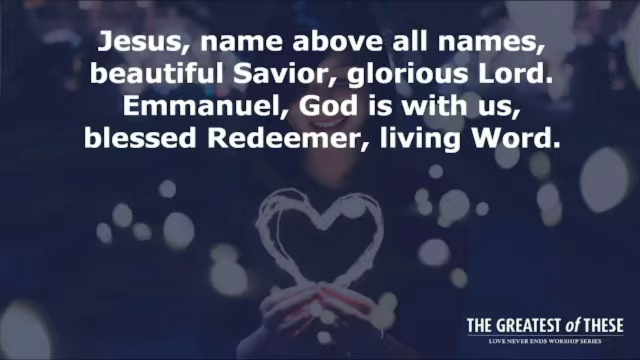 Jesus, name above all names,
beautiful Savior, glorious Lord.
Emmanuel, God is with us,
blessed Redeemer, living Word.
THE GREATEST of THESE
LOVE NEVER ENDS WORSHIP SERIES